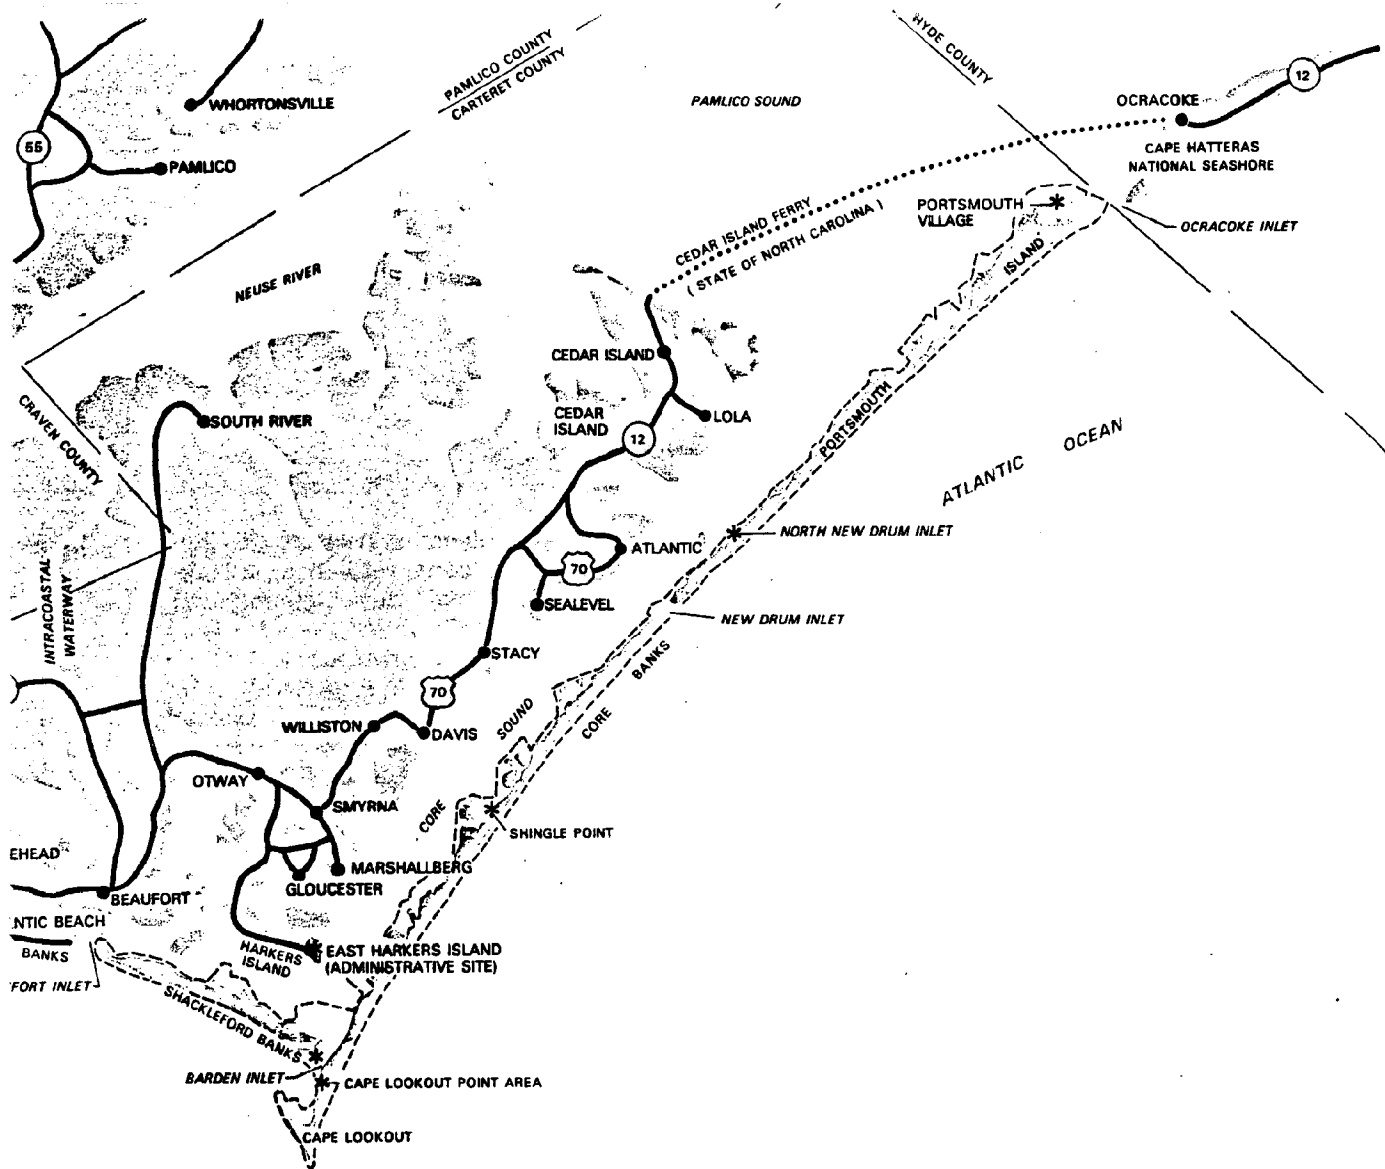 HYDE COUNTY
PAMLICO COUNTY
CARTERET COUNTY
12
WHORTONSVILLE
PAMLICO SOUND
OCRACOKE
55
CAPE HATTERAS
NATIONAL SEASHORE
PAMLICO
PORTSMOUTH
VILLAGE
CEDAR ISLAND FERRY
(STATE OF NORTH CAROLINA)
OCRACOKE INLET
ISLAND
NEUSE RIVER
CEDAR ISLAND
PORTSMOUTH
CRAVEN COUNTY
SOUTH RIVER
CEDAR
ISLAND
LOLA
12
ATLANTIC OCEAN
NORTH NEW DRUM INLET
ATLANTIC
70
INTRACOASTAL
WATERWAY
SEALEVEL
NEW DRUM INLET
STACY
BANKS
70
SOUND
CORE
WILLISTON
DAVIS
OTWAY
SMYRNA
CORE
SHINGLE POINT
EHEAD
MARSHALLBERG
GLOUCESTER
BEAUFORT
NTIC BEACH
BANKS
HARKERS
ISLAND
EAST HARKERS ISLAND
(ADMINISTRATIVE SITE)
FORT INLET
SHACKLEFORD BANKS
BARDEN INLET
CAPE LOOKOUT POINT AREA
CAPE LOOKOUT